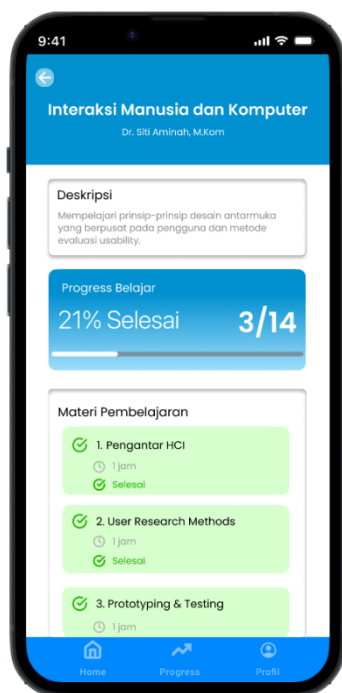 9:41
Interaksi Manusia dan Komputer
Dr. Siti Aminah, M.Kom
Deskripsi
Mempelajari prinsip-prinsip desain antarmuka
yang berpusat pada pengguna dan metode
evaluasi usability.
Progress Belajar
21% Selesai
3/14
Materi Pembelajaran
1. Pengantar HCI
1 jam
Selesai
2. User Research Methods
1 jam
Selesai
3. Prototyping & Testing
1 jam
Home
Progress
Profil